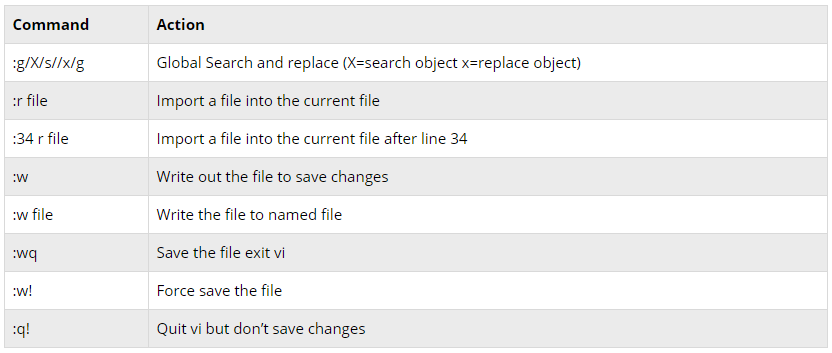 Command Action
:g/X/s//x/g Global Search and replace (X=search object x=replace object)
:r file Import a file into the current file
:34 r file Import a file into the current file after line 34
:w Write out the file to save changes
:w file Write the file to named file
:wq Save the file exit vi
:w! Force save the file
:q! Quit vi but don’t save changes